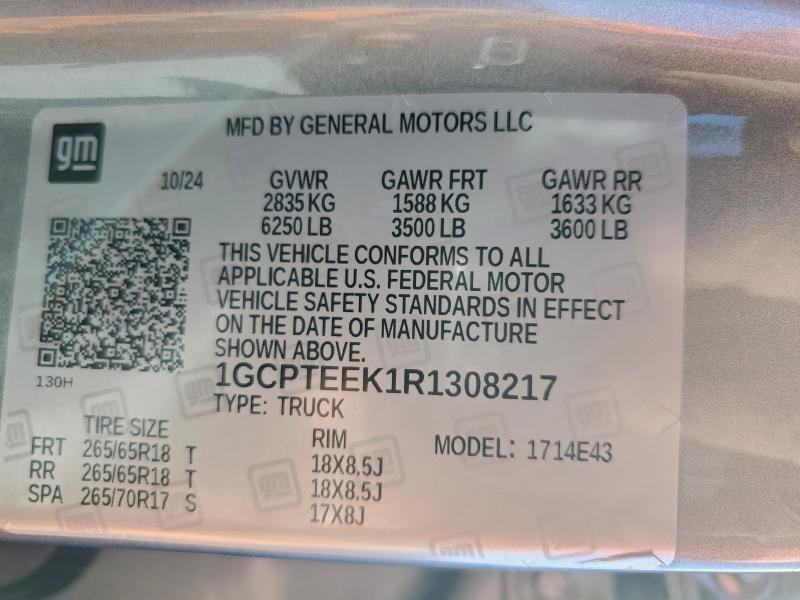 gm
MFD BY GENERAL MOTORS LLC
10/24 GVWR GAWR FRT GAWR RR
2835 KG 1588 KG 1633 KG
6250 LB 3500 LB 3600 LB
THIS VEHICLE CONFORMS TO ALL
APPLICABLE U.S. FEDERAL MOTOR
VEHICLE SAFETY STANDARDS IN EFFECT
ON THE DATE OF MANUFACTURE
SHOWN ABOVE.
130H
1GCPTEEK1R1308217
TYPE: TRUCK
TIRE SIZE RIM MODEL: 1714E43
FRT 265/65R18 T 18X8.5J
RR 265/65R18 T 18X8.5J
SPA 265/70R17 S 17X8J